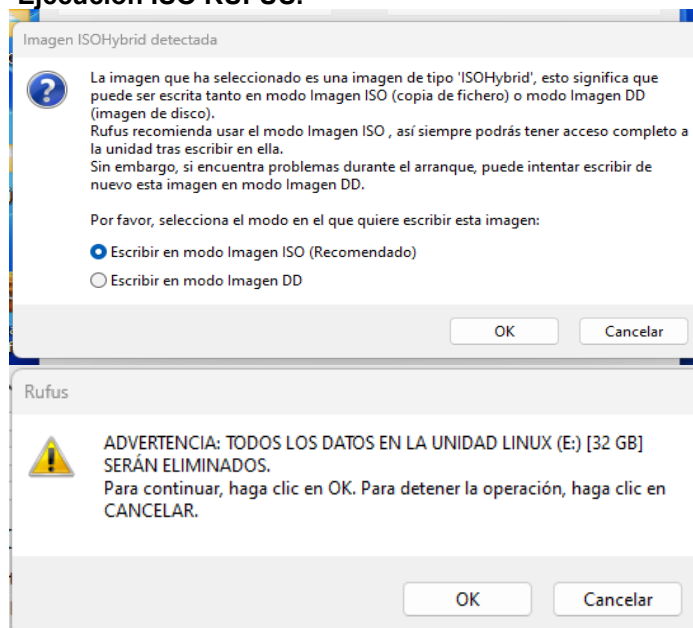 Ejecución ISO RUFUS.
Imagen ISOHybrid detectada
La imagen que ha seleccionado es una imagen de tipo 'ISOHybrid', esto significa que
puede ser escrita tanto en modo Imagen ISO (copia de fichero) o modo Imagen DD
(imagen de disco).
Rufus recomienda usar el modo Imagen ISO , así siempre podrás tener acceso completo a
la unidad tras escribir en ella.
Sin embargo, si encuentra problemas durante el arranque, puede intentar escribir de
nuevo esta imagen en modo Imagen DD.
Por favor, selecciona el modo en el que quiere escribir esta imagen:
Escribir en modo Imagen ISO (Recomendado)
Escribir en modo Imagen DD
OK Cancelar
Rufus
ADVERTENCIA: TODOS LOS DATOS EN LA UNIDAD LINUX (E:) [32 GB]
SERÁN ELIMINADOS.
Para continuar, haga clic en OK. Para detener la operación, haga clic en
CANCELAR.
OK Cancelar